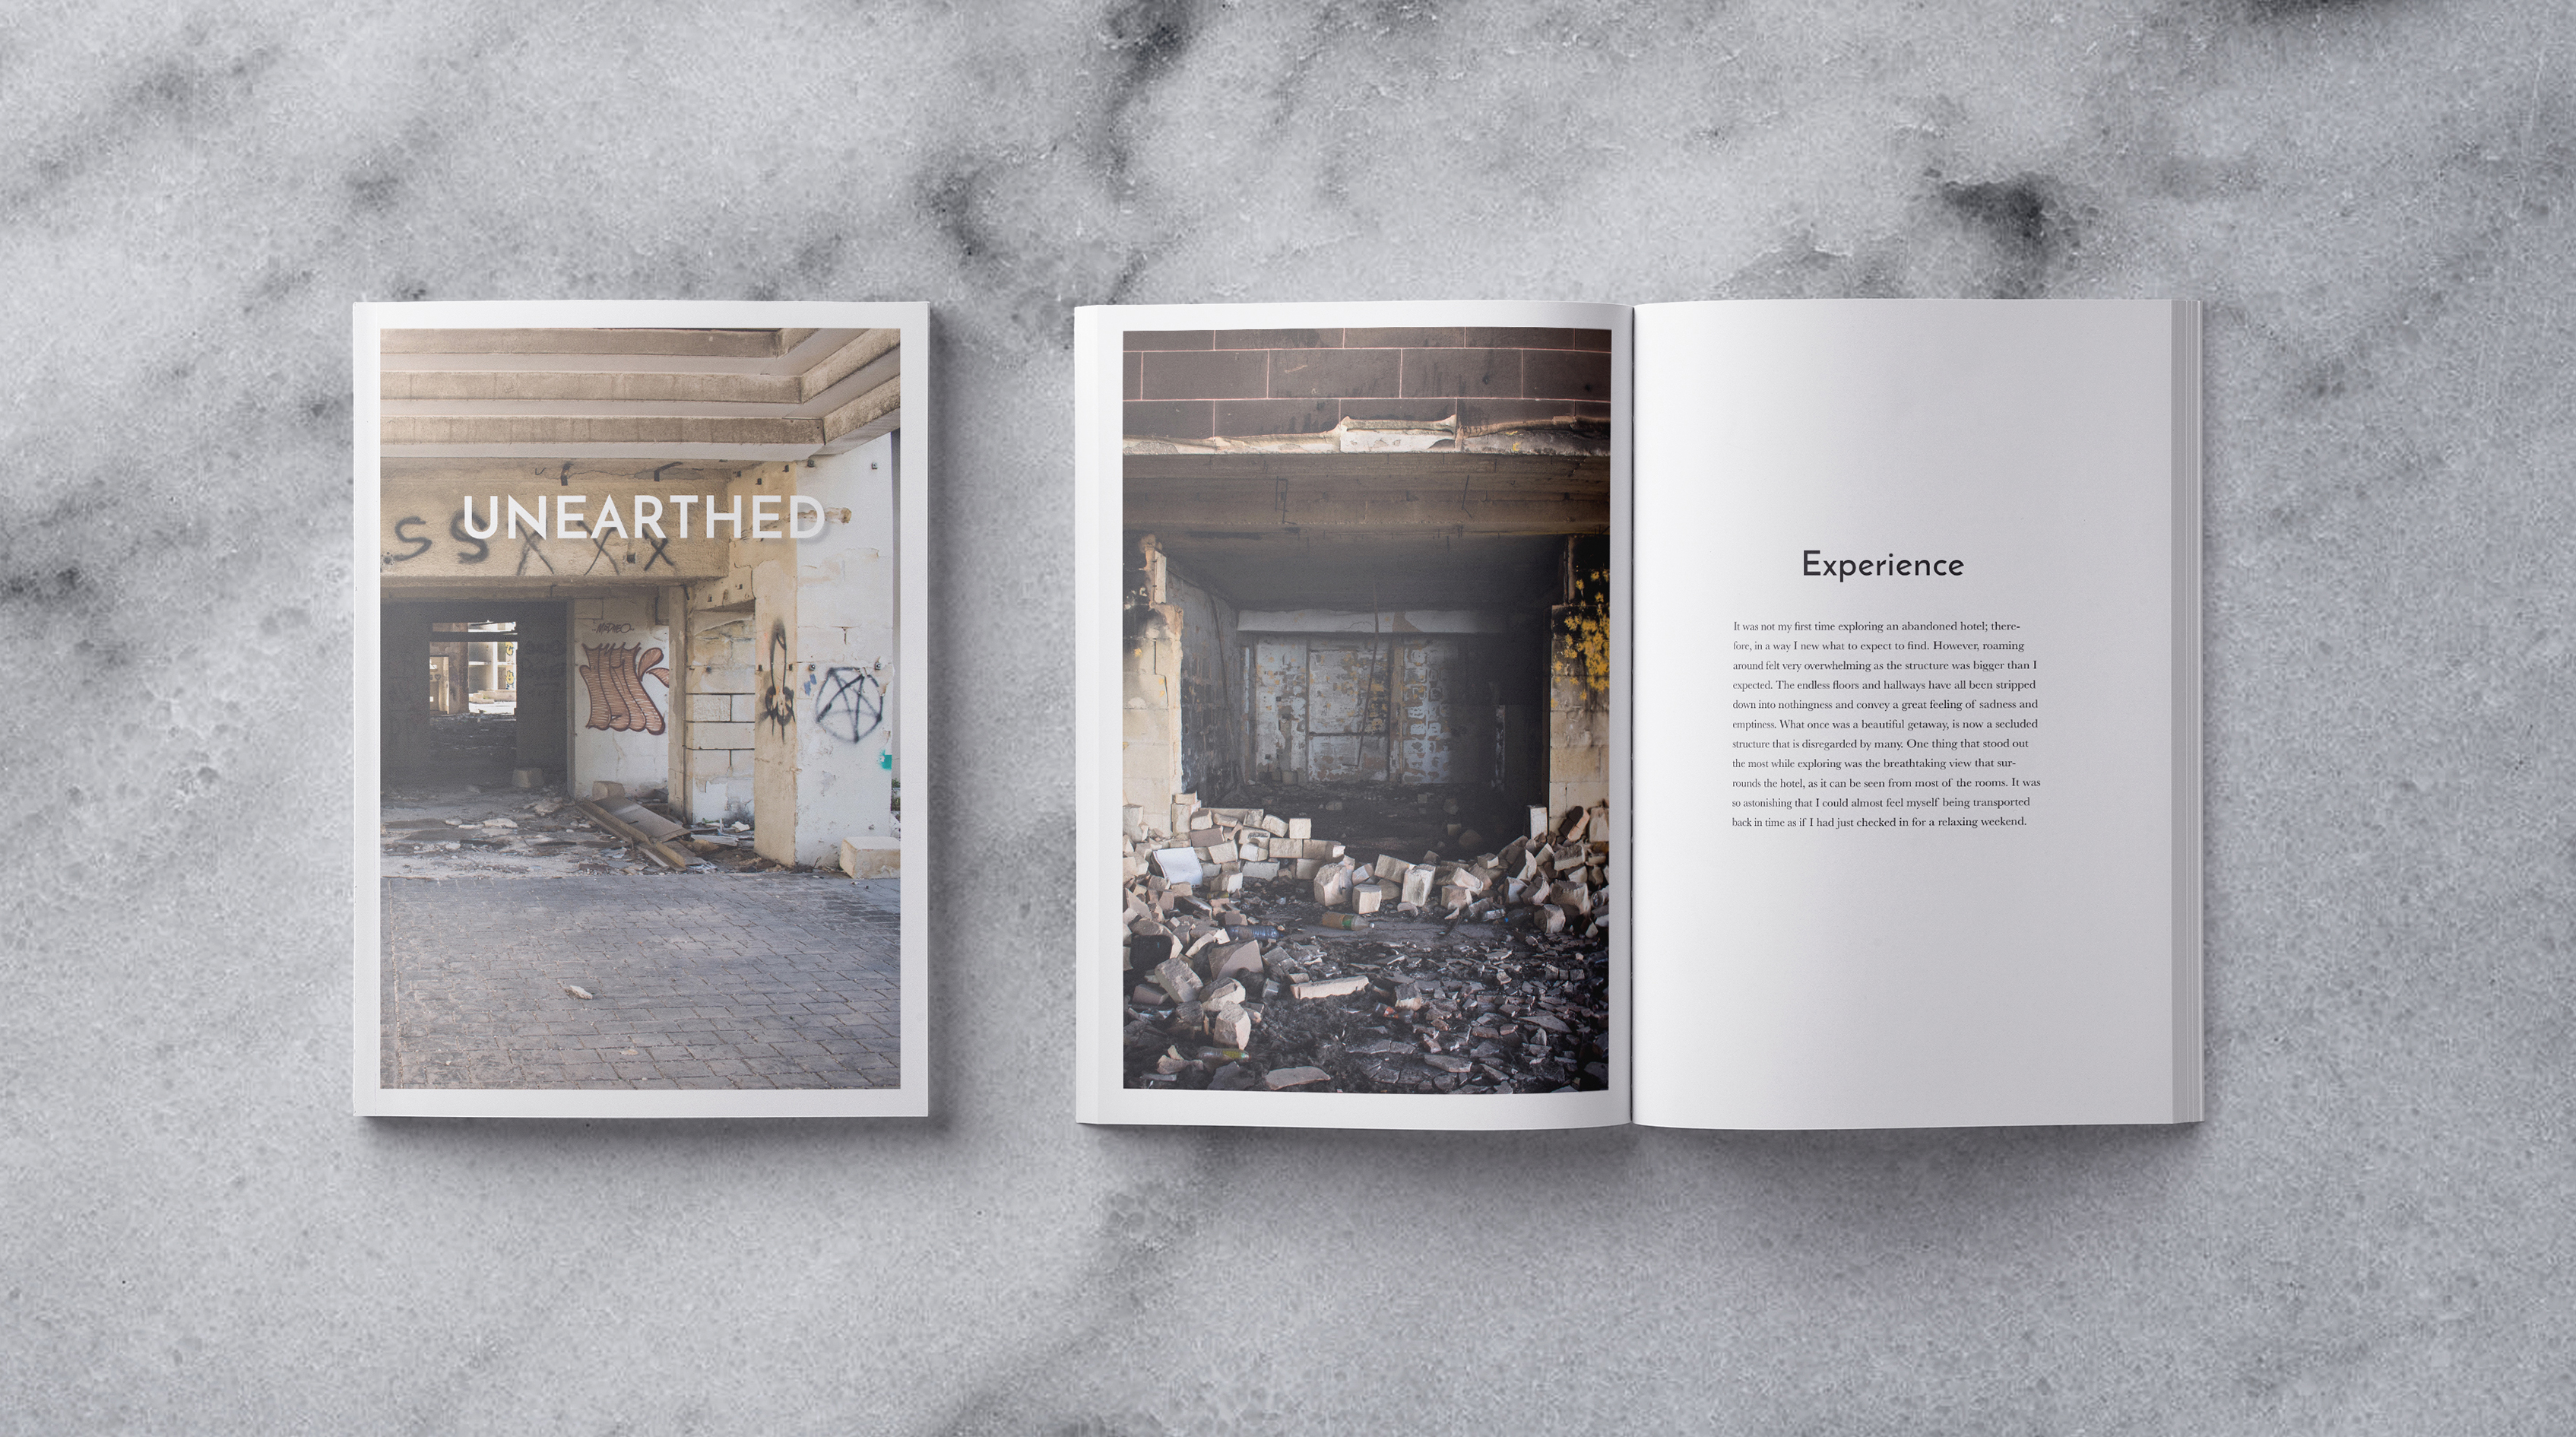 UNEARTHED
SSXXX
Experience
It was not my first time exploring an abandoned hotel; there-
fore, in a way I new what to expect to find. However, roaming
around felt very overwhelming as the structure was bigger than I
expected. The endless floors and hallways have all been stripped
down into nothingness and convey a great feeling of sadness and
emptiness. What once was a beautiful getaway, is now a secluded
structure that is disregarded by many. One thing that stood out
the most while exploring was the breathtaking view that sur-
rounds the hotel, as it can be seen from most of the rooms. It was
so astonishing that I could almost feel myself being transported
back in time as if I had just checked in for a relaxing weekend.